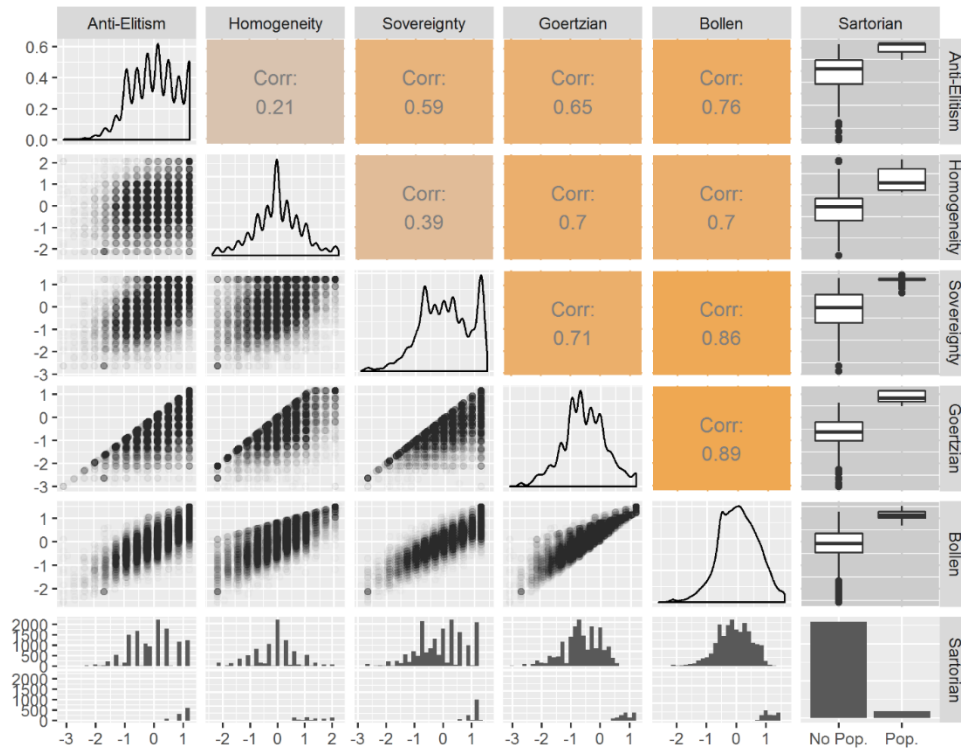 Anti-Elitism Homogeneity Sovereignty Goertzian Bollen Sartorian
0.6
0.4
0.2
0.0
Corr:
0.21
Corr:
0.59
Corr:
0.65
Corr:
0.76
Anti-Elitism
2
1
0
-1
-2
Corr:
0.39
Corr:
0.7
Corr:
0.7
Homogeneity
1
0
-1
-2
-3
Corr:
0.71
Corr:
0.86
Sovereignty
1
0
-1
-2
-3
Corr:
0.89
Goertzian
1
0
-1
-2
Bollen
2000
1500
1000
500
0
2000
1500
1000
500
0
Sartorian
-3 -2 -1 0 1 -2 -1 0 1 2 -3 -2 -1 0 1 -3 -2 -1 0 1 -2 -1 0 1 No Pop. Pop.